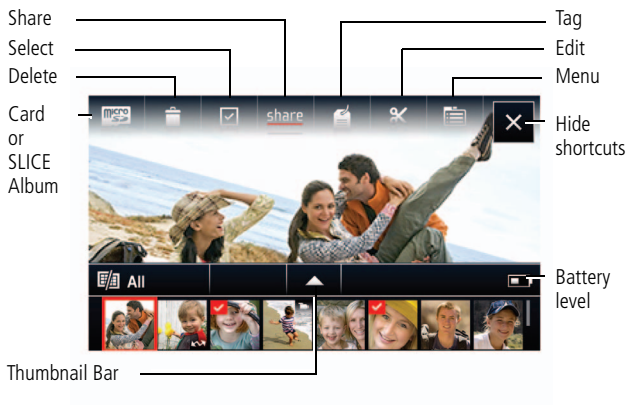 Share
Select
Delete
Card
or
SLICE
Album
Tag
Edit
Menu
Hide
shortcuts
micro
SD
share
All
Battery
level
Thumbnail Bar